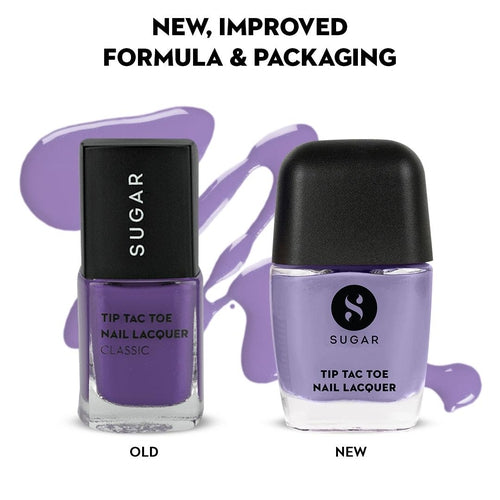 NEW, IMPROVED
FORMULA & PACKAGING
SUGAR
TIP TAC TOE
NAIL LACQUER
CLASSIC
S
SUGAR
TIP TAC TOE
NAIL LACQUER
OLD
NEW